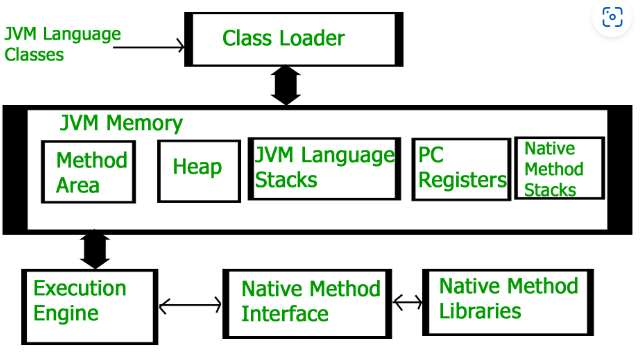 JVM Language
Classes
Class Loader
JVM Memory
Method
Area
Heap
JVM Language
Stacks
PC
Registers
Native
Method
Stacks
Execution
Engine
Native Method
Interface
Native Method
Libraries